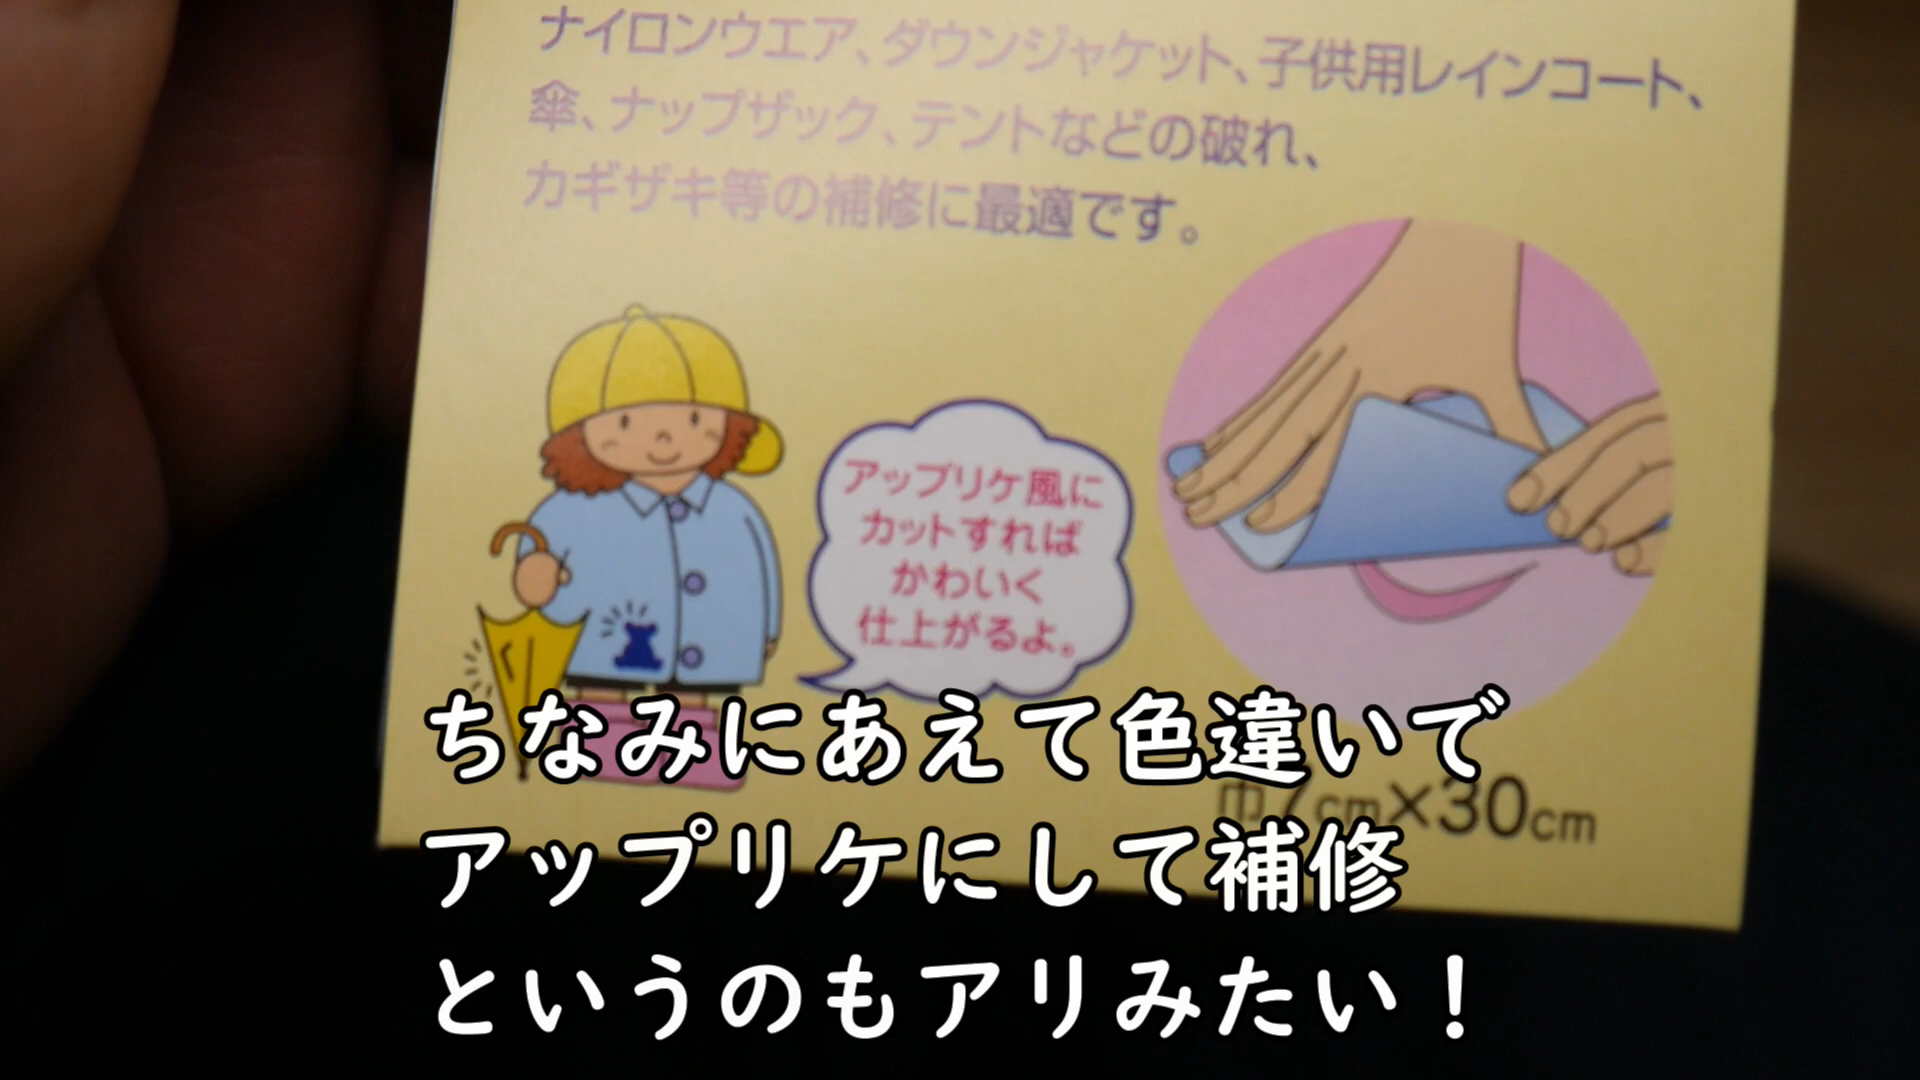 ナイロンウエア、ダウンジャケット、子供用レインコート、
傘、ナップザック、テントなどの破れ、
カギザキ等の補修に最適です。
アップリケ風に
カットすれば
かわいく
仕上がるよ。
巾7cm×30cm
ちなみにあえて色違いで
アップリケにして補修
というのもアリみたい！